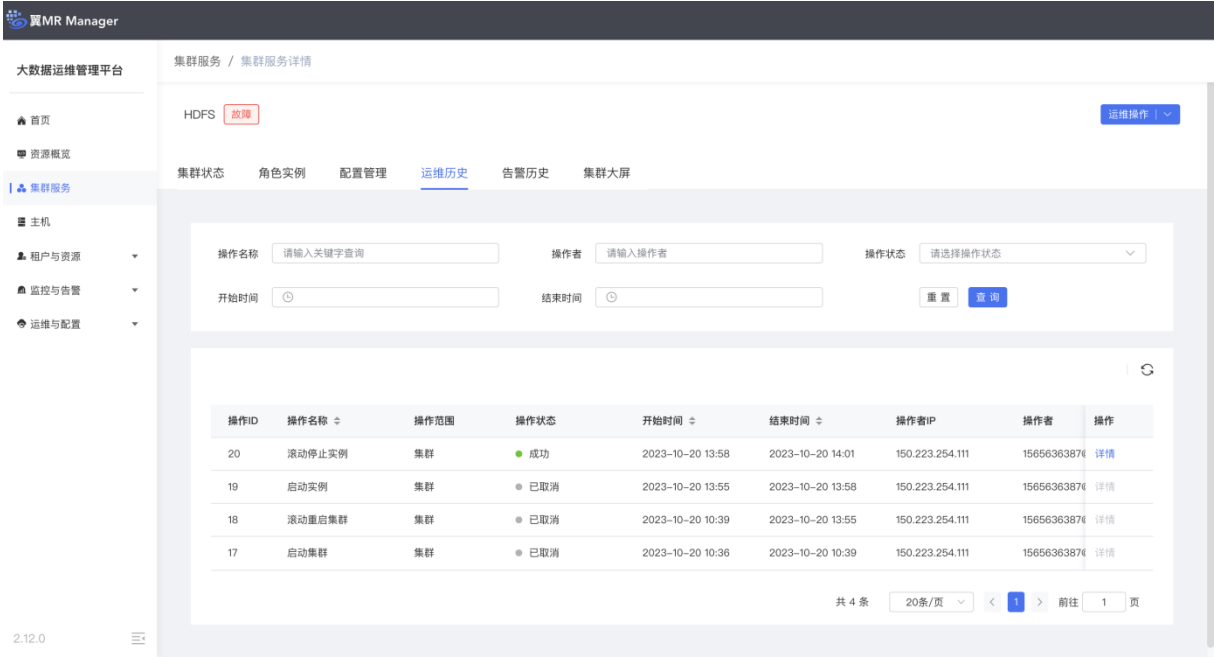 翼MR Manager
大数据运维管理平台
首页
资源概览
集群服务
主机
租户与资源
监控与告警
运维与配置
2.12.0
集群服务 / 集群服务详情
HDFS 故障 运维操作
集群状态 角色实例 配置管理 运维历史 告警历史 集群大屏
操作名称 请输入关键字查询 操作者 请输入操作者 操作状态 请选择操作状态
开始时间 结束时间 重置 查询
操作ID 操作名称 操作范围 操作状态 开始时间 结束时间 操作者IP 操作者 操作
20 滚动停止实例 集群 成功 2023-10-20 13:58 2023-10-20 14:01 150.223.254.111 1565636387 详情
19 启动实例 集群 已取消 2023-10-20 13:55 2023-10-20 13:58 150.223.254.111 1565636387 详情
18 滚动重启集群 集群 已取消 2023-10-20 10:39 2023-10-20 13:55 150.223.254.111 1565636387 详情
17 启动集群 集群 已取消 2023-10-20 10:36 2023-10-20 10:39 150.223.254.111 1565636387 详情
共 4 条 20条/页 1 前往 1 页